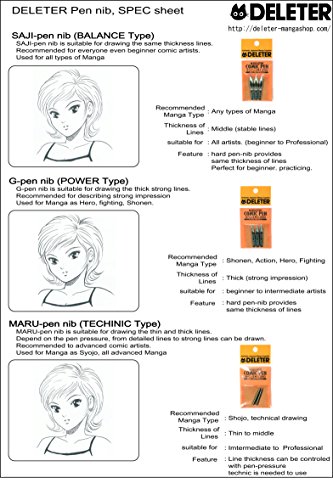 DELETER Pen nib, SPEC sheet
DELETER
http://deleter-mangashop.com/
SAJI-pen nib (BALANCE Type)
SAJI-pen nib is suitable for drawing the same thickness lines.
Recommended for everyone even beginner comic artists.
Used for all types of Manga
DELETER
COMIC PEN
Recommended Manga Type : Any types of Manga
Thickness of Lines : Middle (stable lines)
suitable for : All artists. (beginner to Professional)
Feature : hard pen-nib provides
same thickness of lines
Perfect for beginner. practicing.
G-pen nib (POWER Type)
G-pen nib is suitable for drawing the thick strong lines.
Recommended for describing strong impression
Used for Manga as Hero, fighting, Shonen.
DELETER
COMIC PEN
Recommended Manga Type : Shonen, Action, Hero, Fighting
Thickness of Lines : Thick (strong impression)
suitable for : beginner to intermediate artists
Feature : hard pen-nib provides
same thickness of lines
MARU-pen nib (TECHINIC Type)
MARU-pen nib is suitable for drawing the thin and thick lines.
Depend on the pen pressure, from detailed lines to strong lines can be drawn.
Recommended to advanced comic artists.
Used for Manga as Syojo, all advanced Manga
DELETER
COMIC PEN
Recommended Manga Type : Shojo, technical drawing
Thickness of Lines : Thin to middle
suitable for : Intermediate to Professional
Feature : Line thickness can be controled
with pen-pressure
technic is needed to use